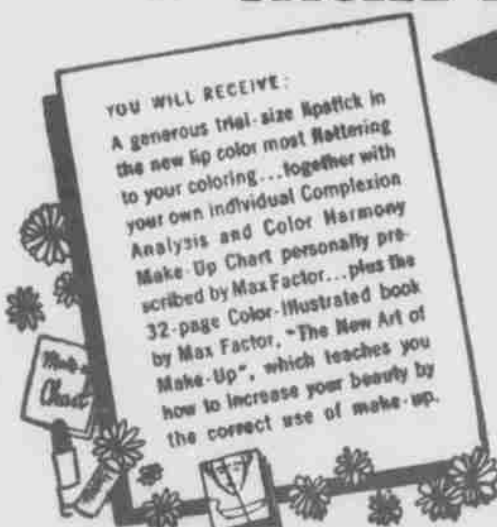 YOU WILL RECEIVE:
A generous trial-size lipstick in
the new lip color most flattering
to your coloring...together with
your own individual Complexion
Analysis and Color Harmony
Make-Up Chart personally pre-
scribed by Max Factor...plus the
32-page Color-Illustrated book
by Max Factor, "The New Art of
Make-Up", which teaches you
how to increase your beauty by
the correct use of make-up.
Chart